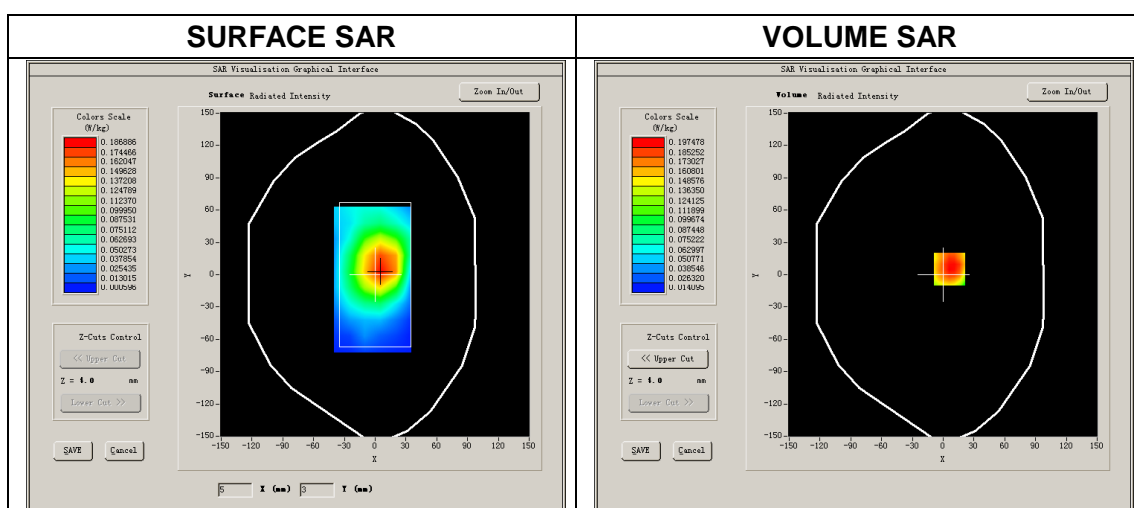 SURFACE SAR
SAR Visualisation Graphical Interface
Surface Radiated Intensity
Zoom In/Out
Colors Scale
(W/kg)
0.186886
0.174466
0.162047
0.149628
0.137208
0.124789
0.112370
0.099950
0.087531
0.075112
0.062693
0.050273
0.037854
0.025435
0.013015
0.000596
150
120
90
60
30
0
-30
-60
-90
-120
-150
Y
-150 -120 -90 -60 -30 0 30 60 90 120 150
X
Z-Cuts Control
<< Upper Cut
Z = 4.0 mm
Lower Cut >>
SAVE Cancel
5 X (mm) 3 Y (mm)
VOLUME SAR
SAR Visualisation Graphical Interface
Volume Radiated Intensity
Zoom In/Out
Colors Scale
(W/kg)
0.197478
0.185252
0.173027
0.160801
0.148576
0.136350
0.124125
0.111899
0.099674
0.087448
0.075222
0.062997
0.050771
0.038546
0.026320
0.014095
150
120
90
60
30
0
-30
-60
-90
-120
-150
Y
-150 -120 -90 -60 -30 0 30 60 90 120 150
X
Z-Cuts Control
<< Upper Cut
Z = 4.0 mm
Lower Cut >>
SAVE Cancel